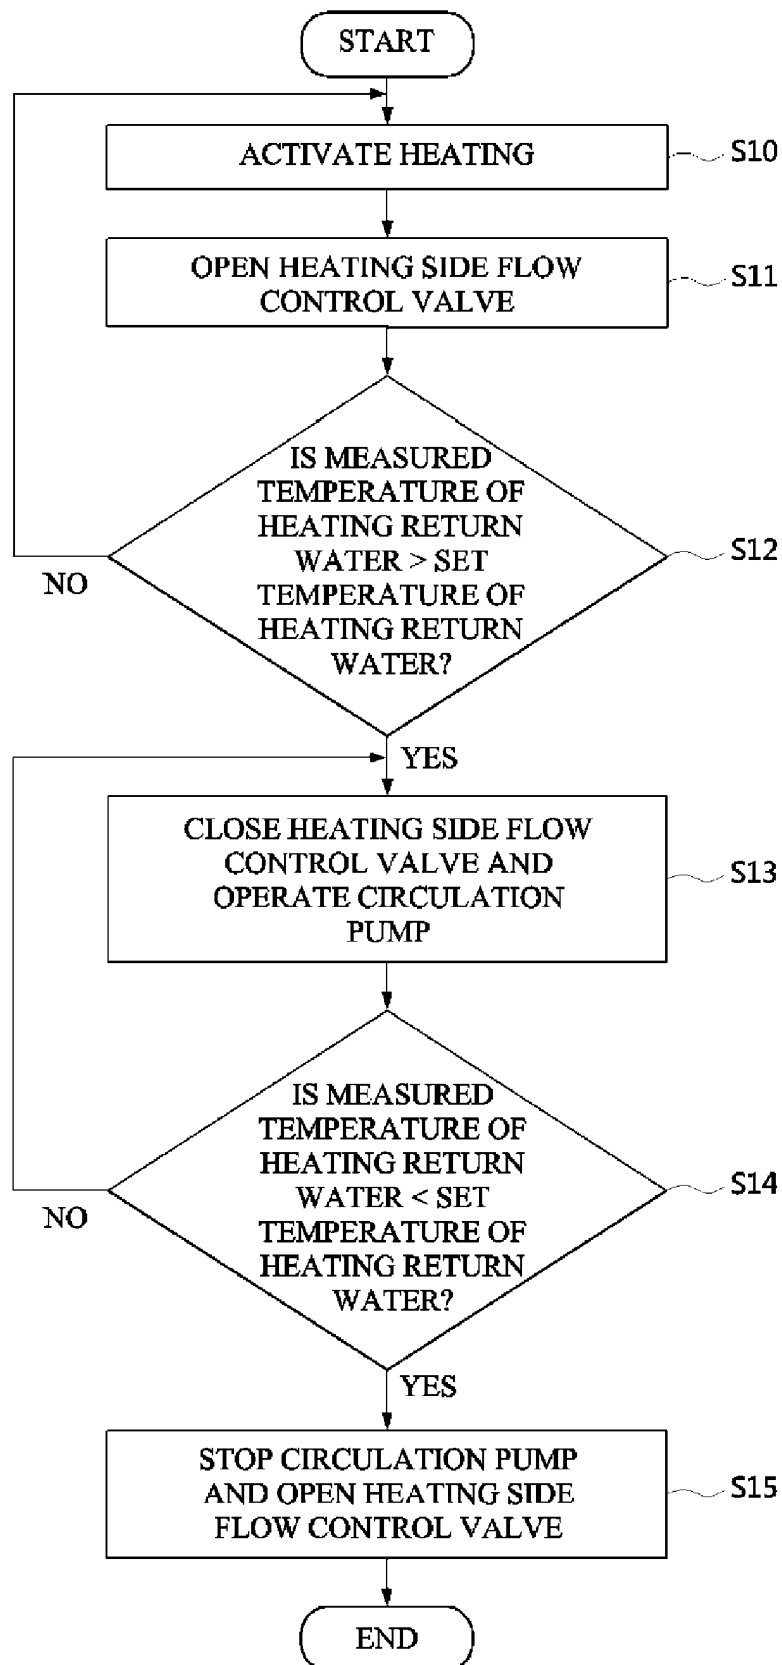 START
ACTIVATE HEATING
S10
OPEN HEATING SIDE FLOW
CONTROL VALVE
S11
IS MEASURED
TEMPERATURE OF
HEATING RETURN
WATER > SET
TEMPERATURE OF
HEATING RETURN
WATER?
S12
NO
YES
CLOSE HEATING SIDE FLOW
CONTROL VALVE AND
OPERATE CIRCULATION
PUMP
S13
IS MEASURED
TEMPERATURE OF
HEATING RETURN
WATER < SET
TEMPERATURE OF
HEATING RETURN
WATER?
S14
NO
YES
STOP CIRCULATION PUMP
AND OPEN HEATING SIDE
FLOW CONTROL VALVE
S15
END